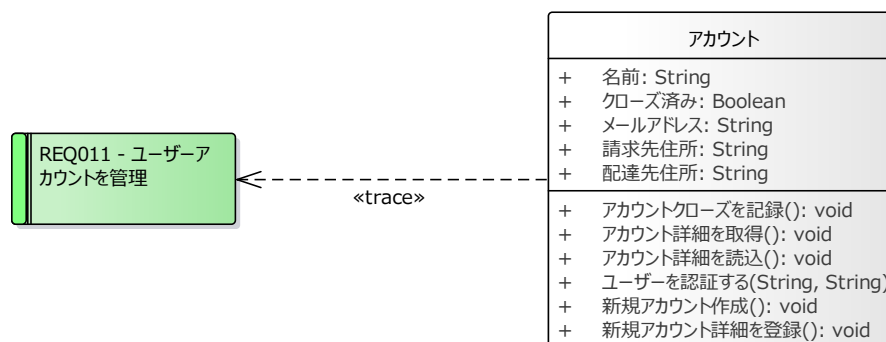 REQ011 - ユーザーア
カウントを管理
«trace»
アカウント
+ 名前: String
+ クローズ済み: Boolean
+ メールアドレス: String
+ 請求先住所: String
+ 配達先住所: String
+ アカウントクローズを記録(): void
+ アカウント詳細を取得(): void
+ アカウント詳細を読込(): void
+ ユーザーを認証する(String, String)
+ 新規アカウント作成(): void
+ 新規アカウント詳細を登録(): void